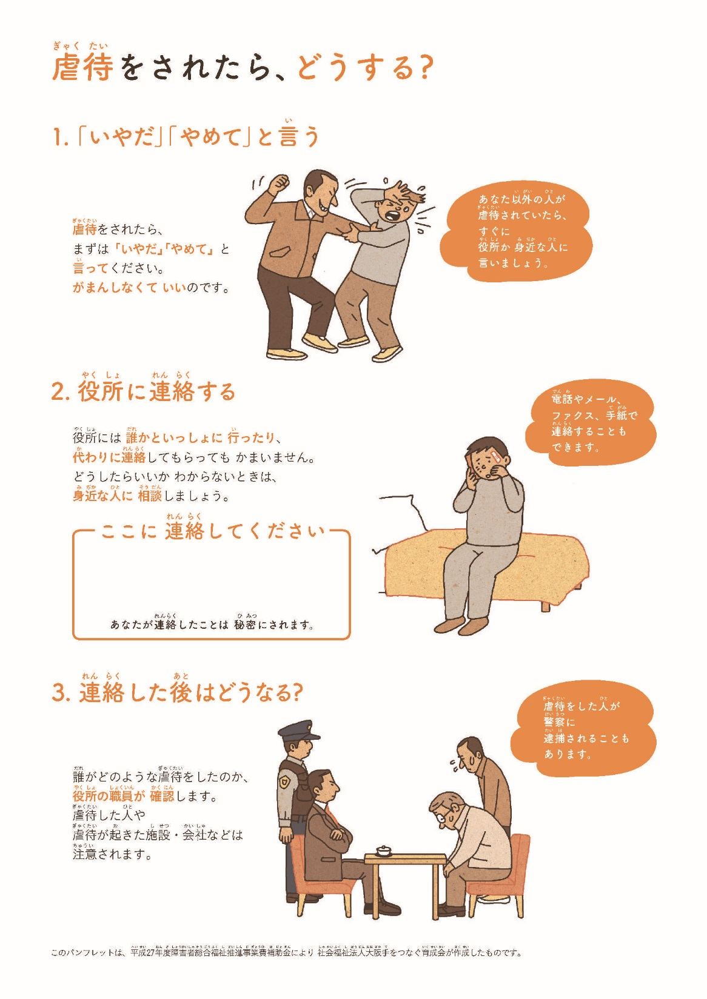 虐待をされたら、どうする?
1.「いやだ」「やめて」と言う
虐待をされたら、
まずは「いやだ」「やめて」と
言ってください。
がまんしなくて いいのです。
あなた以外の人が
虐待されていたら、
すぐに
役所か 身近な人に
言いましょう。
2. 役所に連絡する
役所には 誰かといっしょに 行ったり、
代わりに連絡してもらっても かまいません。
どうしたらいいか わからないときは、
身近な人に 相談しましょう。
電話やメール、
ファクス、手紙で
連絡することも
できます。
ここに 連絡してください
あなたが連絡したことは 秘密にされます。
3. 連絡した後はどうなる?
誰がどのような虐待をしたのか、
役所の職員が 確認します。
虐待した人や
虐待が起きた施設・会社などは
注意されます。
虐待をした人が
警察に
逮捕されることも
あります。
このパンフレットは、平成27年度障害者総合福祉推進事業費補助金により 社会福祉法人大阪手をつなぐ育成会が作成したものです。